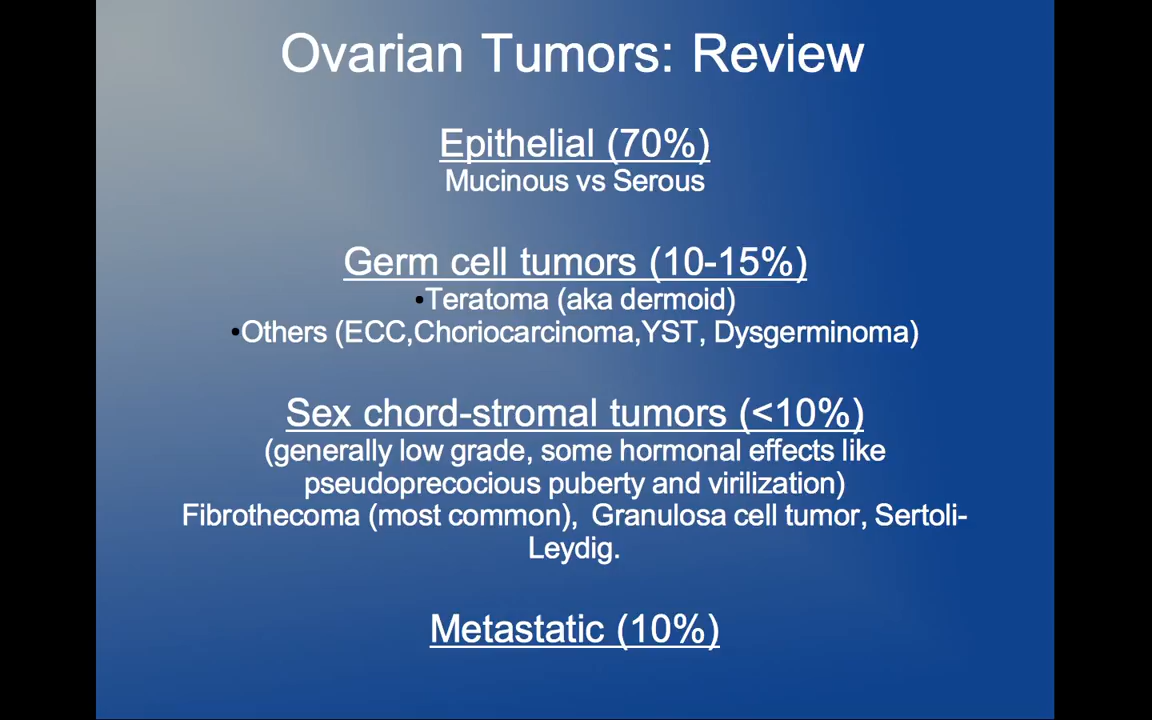 Ovarian Tumors: Review
Epithelial (70%)
Mucinous vs Serous
Germ cell tumors (10-15%)
•Teratoma (aka dermoid)
•Others (ECC,Choriocarcinoma,YST, Dysgerminoma)
Sex chord-stromal tumors (<10%)
(generally low grade, some hormonal effects like
pseudoprecocious puberty and virilization)
Fibrothecoma (most common),  Granulosa cell tumor, Sertoli-
Leydig.
Metastatic (10%)